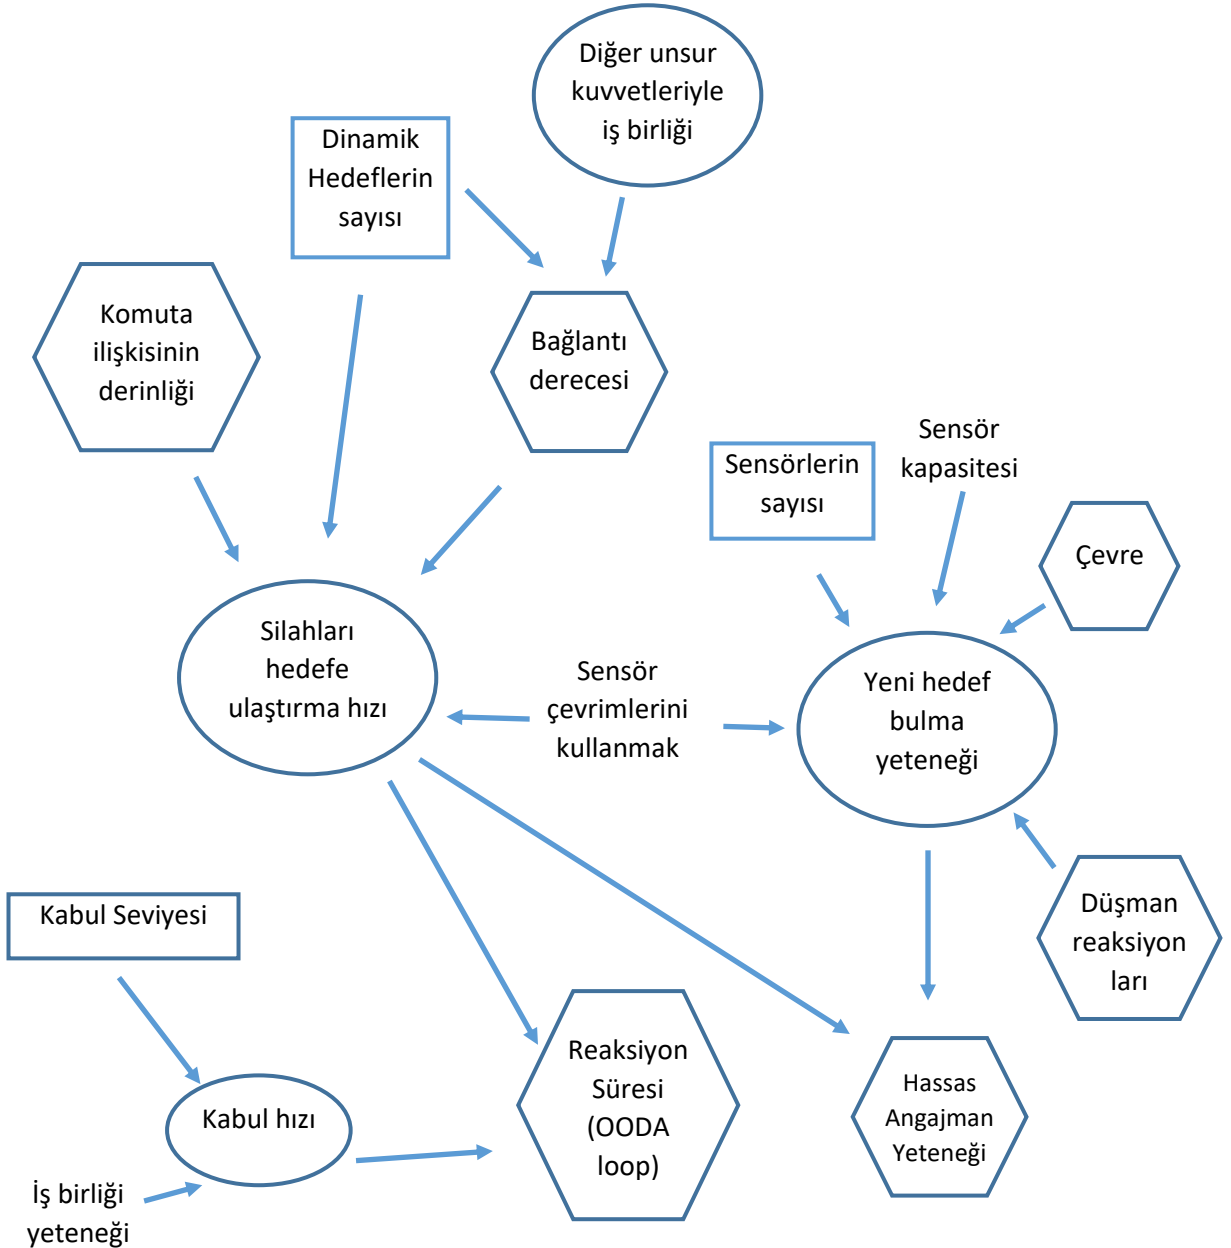 Diğer unsur
kuvvetleriyle
iş birliği
Dinamik
Hedeflerin
sayısı
Komuta
ilişkisinin
derinliği
Bağlantı
derecesi
Sensör
kapasitesi
Sensörlerin
sayısı
Çevre
Silahları
hedefe
ulaştırma hızı
Sensör
çevrimlerini
kullanmak
Yeni hedef
bulma
yeteneği
Kabul Seviyesi
Düşman
reaksiyon
ları
Reaksiyon
Süresi
(OODA
loop)
Hassas
Angajman
Yeteneği
Kabul hızı
İş birliği
yeteneği